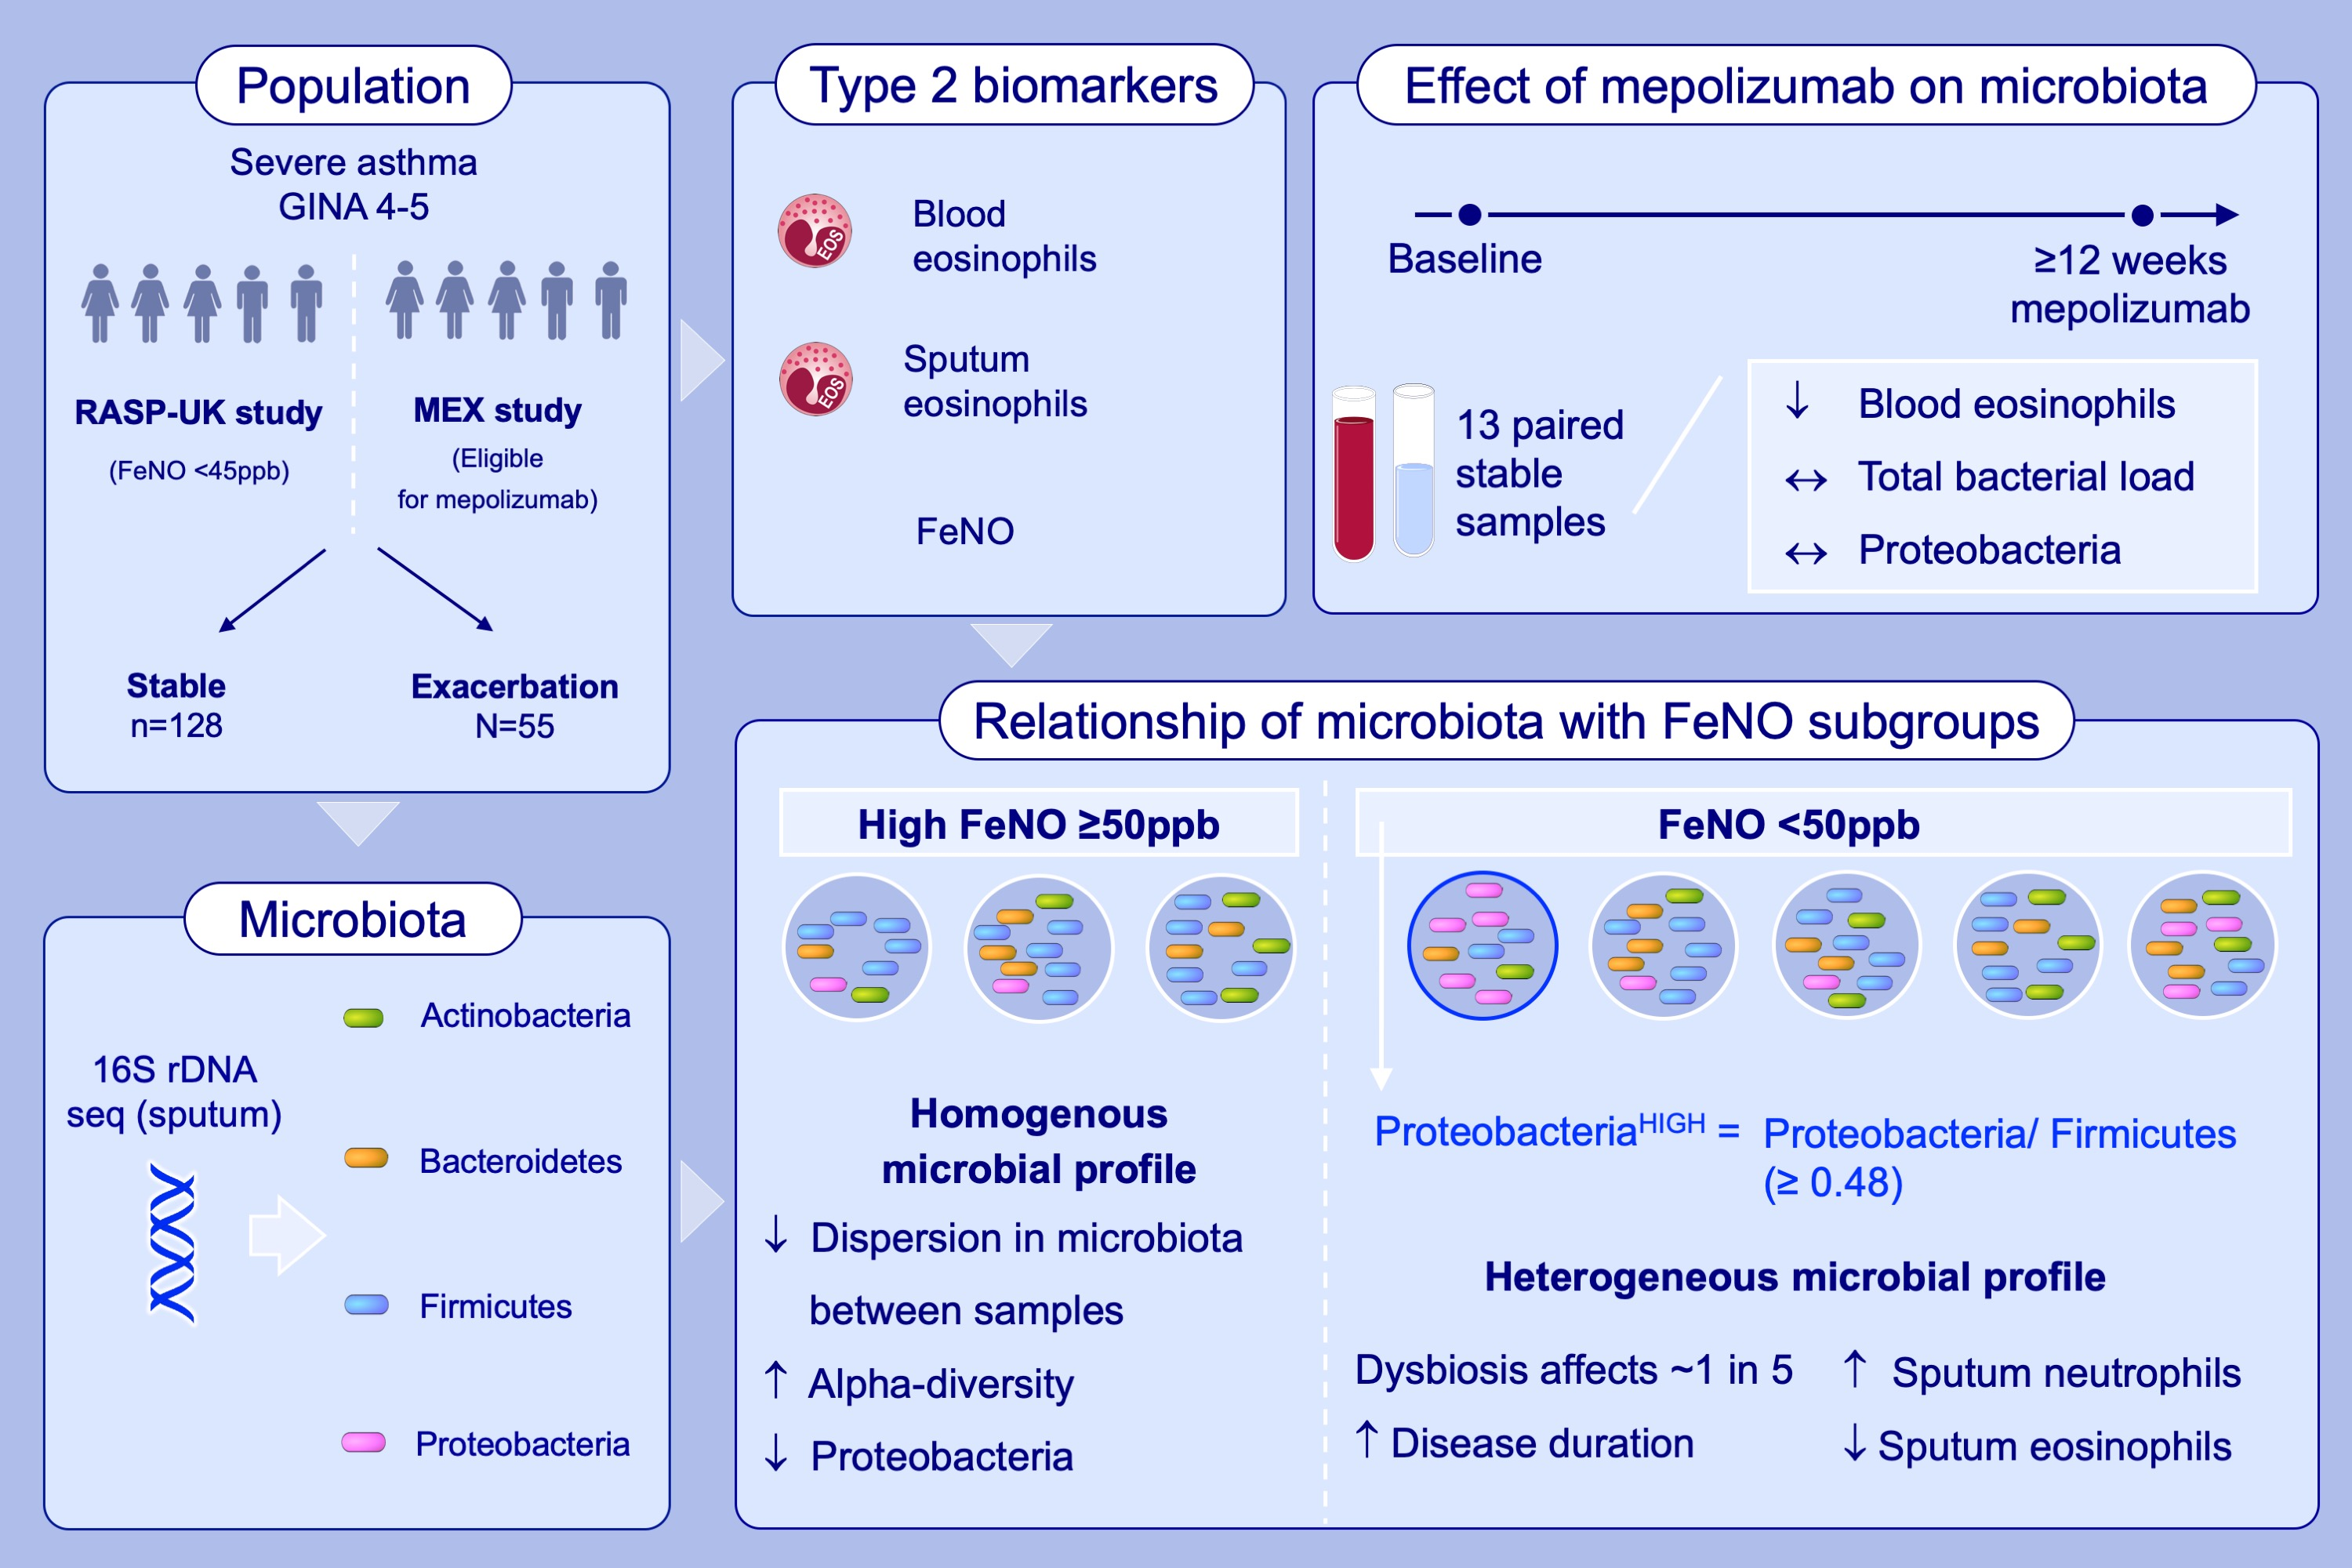 Population
Severe asthma
GINA 4-5
RASP-UK study
(FeNO <45ppb)
MEX study
(Eligible
for mepolizumab)
Stable
n=128
Exacerbation
N=55
Type 2 biomarkers
EOS
Blood
eosinophils
EOS
Sputum
eosinophils
FeNO
Effect of mepolizumab on microbiota
Baseline
≥12 weeks
mepolizumab
13 paired
stable
samples
↓ Blood eosinophils
↔ Total bacterial load
↔ Proteobacteria
Microbiota
16S rDNA
seq (sputum)
Actinobacteria
Bacteroidetes
Firmicutes
Proteobacteria
Relationship of microbiota with FeNO subgroups
High FeNO ≥50ppb
Homogenous
microbial profile
↓ Dispersion in microbiota
between samples
↑ Alpha-diversity
↓ Proteobacteria
FeNO <50ppb
Proteobacteria^HIGH = Proteobacteria/ Firmicutes
(≥ 0.48)
Heterogeneous microbial profile
Dysbiosis affects ~1 in 5
↑ Disease duration
↑ Sputum neutrophils
↓ Sputum eosinophils